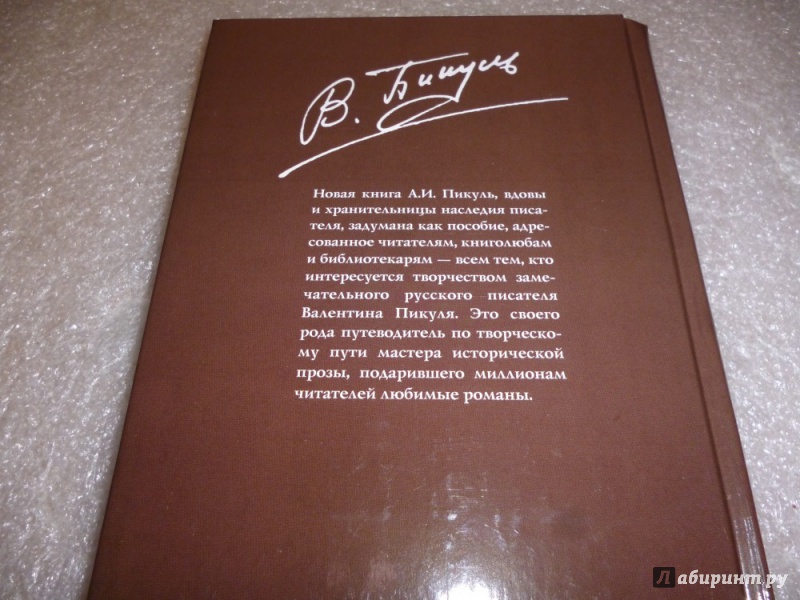 В. Пикуль
Новая книга А.И. Пикуль, вдовы
и хранительницы наследия писа-
теля, задумана как пособие, адре-
сованное читателям, книголюбам
и библиотекарям — всем тем, кто
интересуется творчеством заме-
чательного русского писателя
Валентина Пикуля. Это своего
рода путеводитель по творческо-
му пути мастера исторической
прозы, подарившего миллионам
читателей любимые романы.
Лабиринт.ру